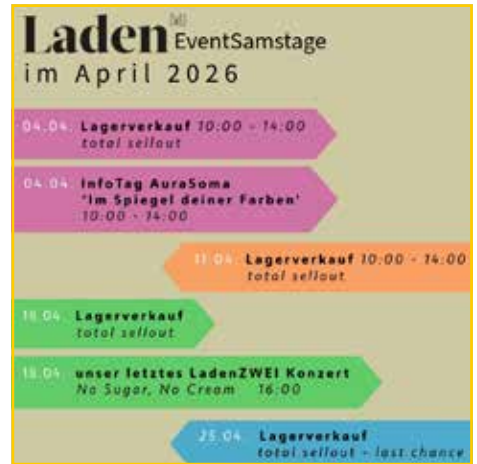 Laden EventSamstage
im April 2026
04.04. Lagerverkauf 10:00 - 14:00
total sellout
04.04. InfoTag AuraSoma
'Im Spiegel deiner Farben'
10:00 - 14:00
11.04. Lagerverkauf 10:00 - 14:00
total sellout
18.04. Lagerverkauf
total sellout
18.04. unser letztes LadenZWEI Konzert
No Sugar, No Cream 16:00
25.04. Lagerverkauf
total sellout - last chance